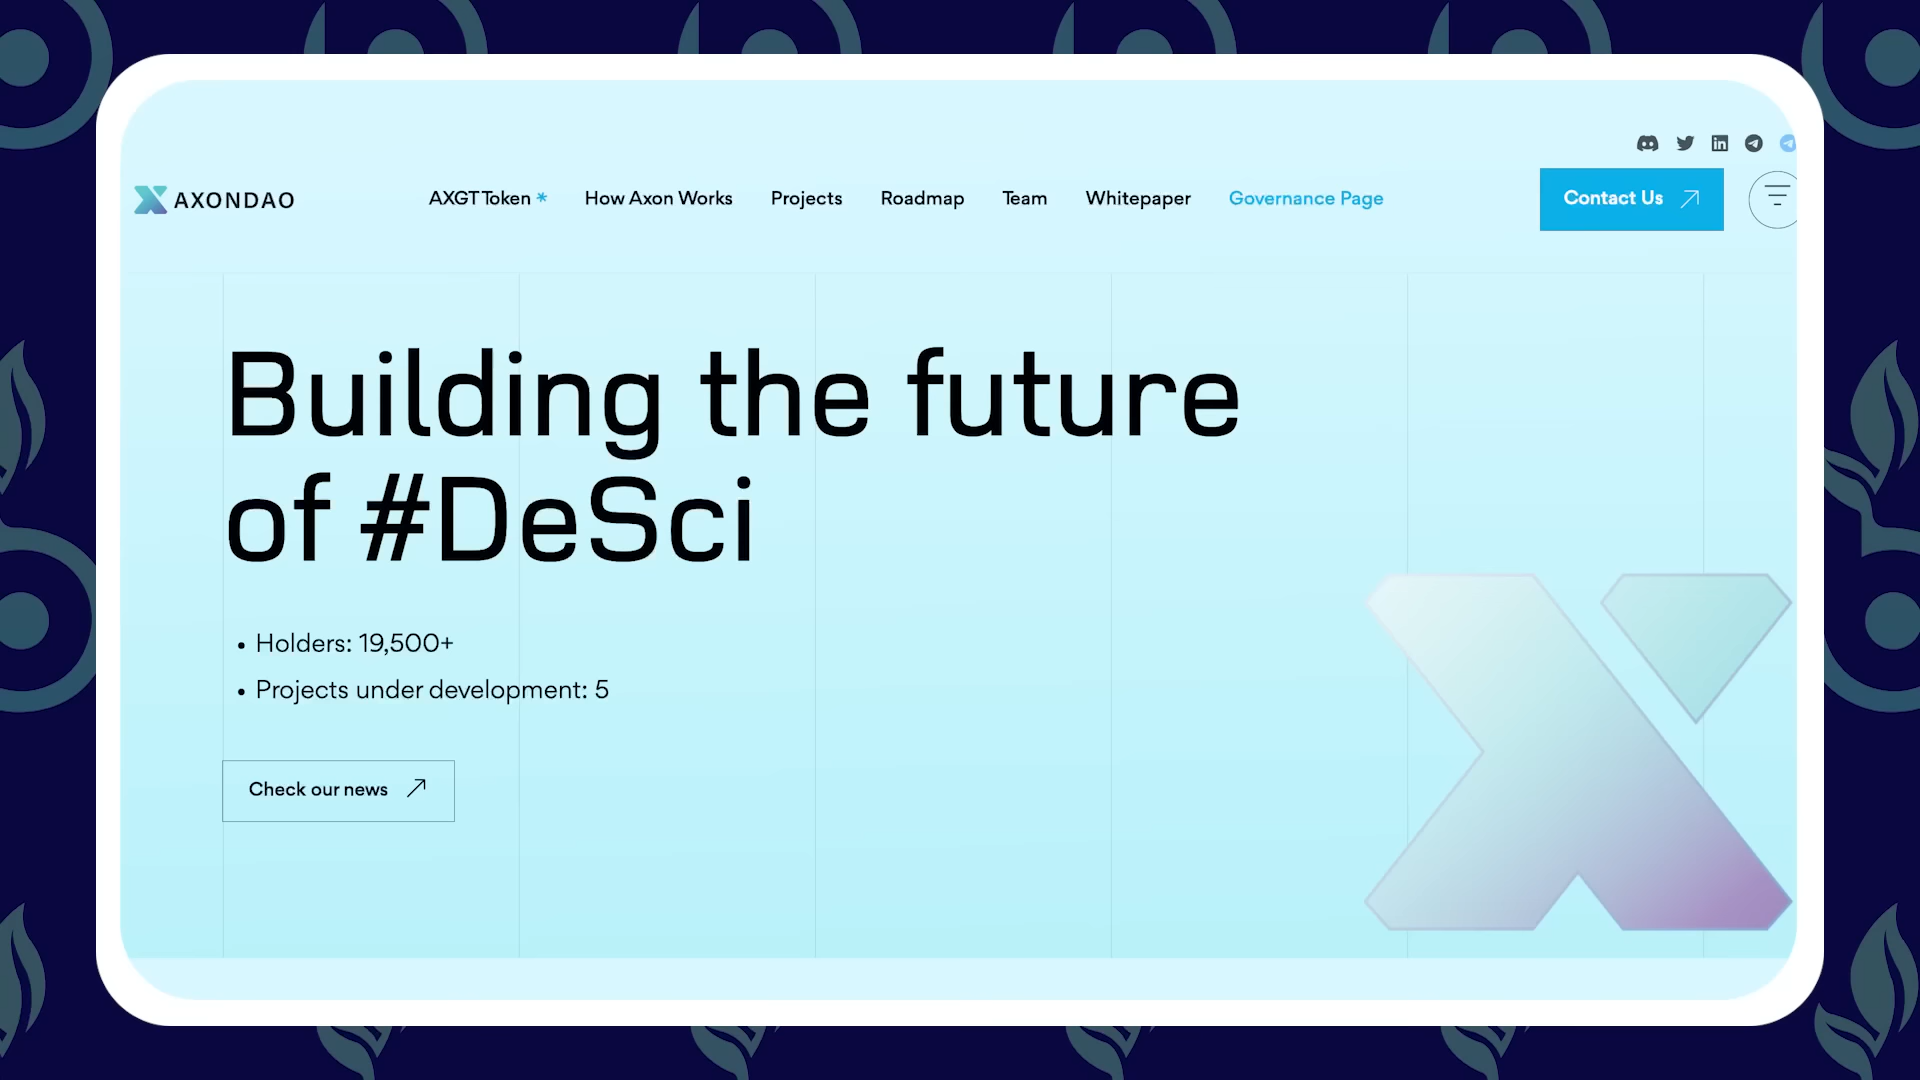 AXONDAO
AXGT Token *
How Axon Works
Projects
Roadmap
Team
Whitepaper
Governance Page
Contact Us
Building the future
of #DeSci
• Holders: 19,500+
• Projects under development: 5
Check our news